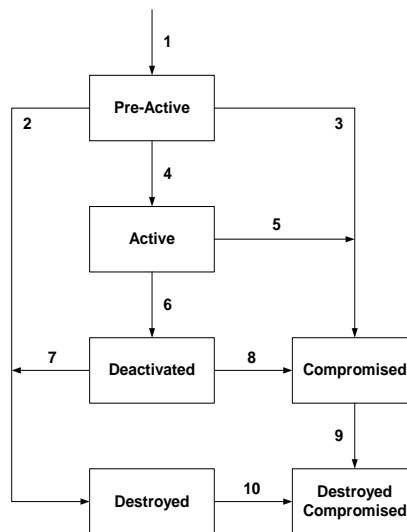 1
Pre-Active
2
3
4
Active
5
6
7
Deactivated
8
Compromised
9
Destroyed
10
Destroyed
Compromised